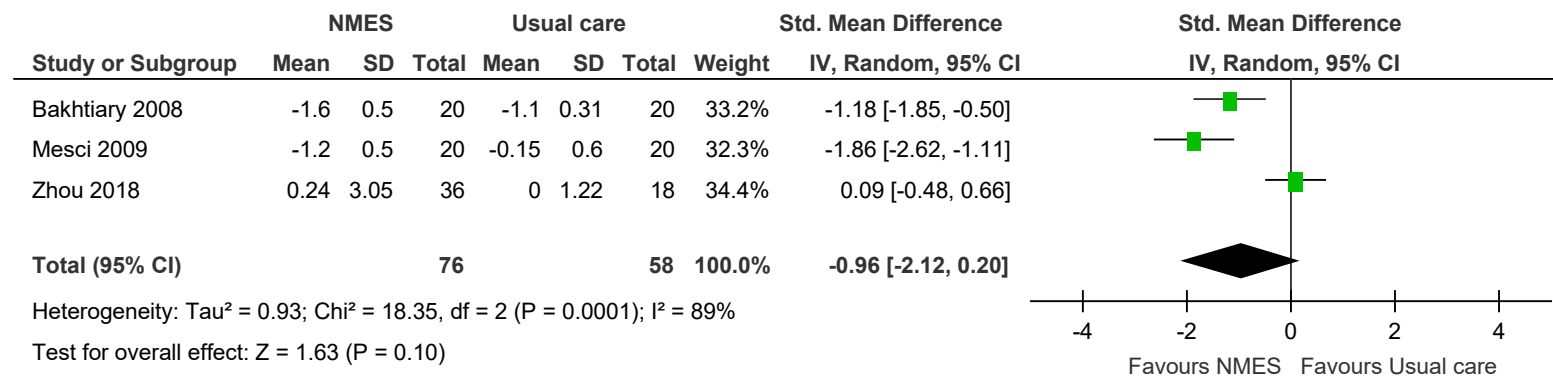 NMES Usual care Std. Mean Difference Std. Mean Difference
Study or Subgroup Mean SD Total Mean SD Total Weight IV, Random, 95% CI IV, Random, 95% CI
Bakhtiary 2008 -1.6 0.5 20 -1.1 0.31 20 33.2% -1.18 [-1.85, -0.50]
Mesci 2009 -1.2 0.5 20 -0.15 0.6 20 32.3% -1.86 [-2.62, -1.11]
Zhou 2018 0.24 3.05 36 0 1.22 18 34.4% 0.09 [-0.48, 0.66]
Total (95% CI) 76 58 100.0% -0.96 [-2.12, 0.20]
Heterogeneity: Tau² = 0.93; Chi² = 18.35, df = 2 (P = 0.0001); I² = 89%
Test for overall effect: Z = 1.63 (P = 0.10)
-4 -2 0 2 4
Favours NMES Favours Usual care